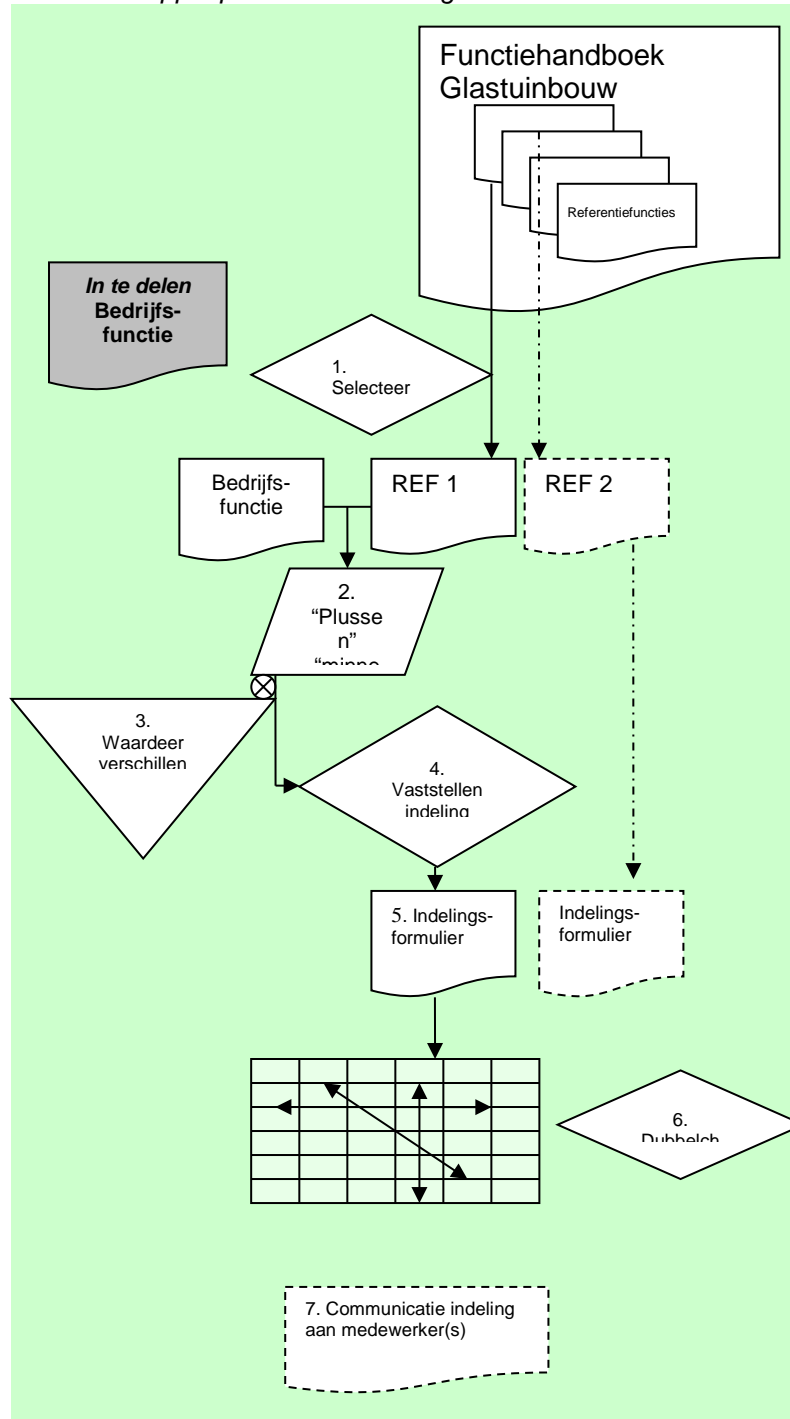 Functiehandboek
Glastuinbouw
Referentiefuncties
In te delen
Bedrijfs-
functie
1.
Selecteer
Bedrijfs-
functie
REF 1
REF 2
2.
“Plusse
n”
3.
Waardeer
verschillen
4.
Vaststellen
indeling
5. Indelings-
formulier
Indelings-
formulier
6.
Dubbelch
7. Communicatie indeling
aan medewerker(s)